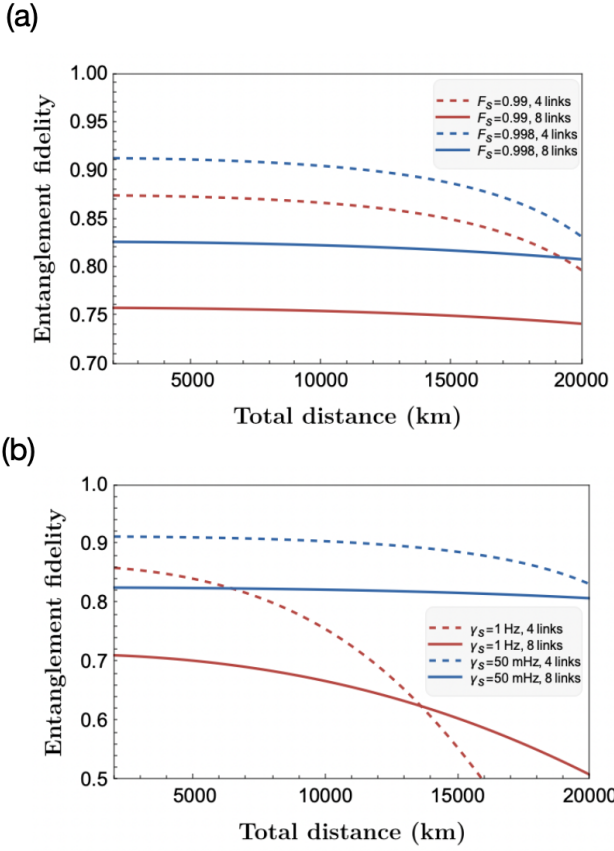 (a)
1.00
0.95
0.90
0.85
0.80
0.75
0.70
Entanglement fidelity
F_s=0.99, 4 links
F_s=0.99, 8 links
F_s=0.998, 4 links
F_s=0.998, 8 links
5000 10000 15000 20000
Total distance (km)
(b)
1.0
0.9
0.8
0.7
0.6
0.5
Entanglement fidelity
γ_s=1 Hz, 4 links
γ_s=1 Hz, 8 links
γ_s=50 mHz, 4 links
γ_s=50 mHz, 8 links
5000 10000 15000 2000
Total distance (km)